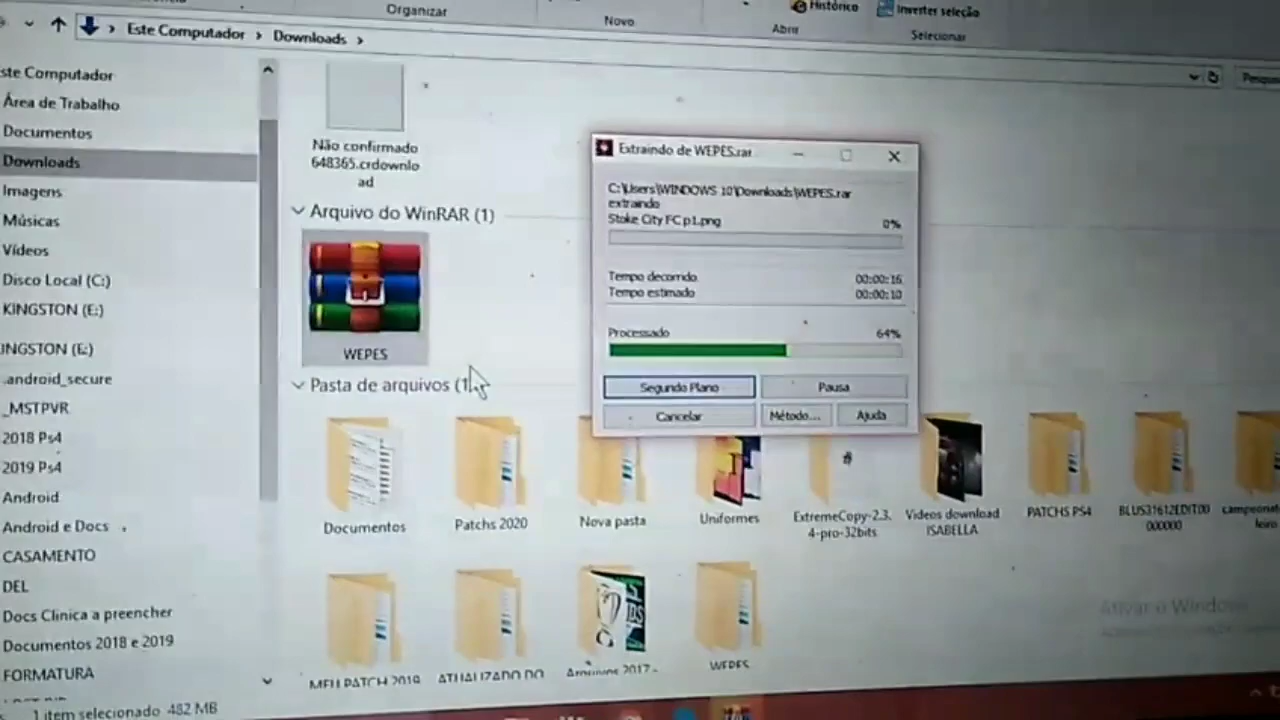 Organizar
Novo
Histórico
Abrir
Inverter seleção
Selecionar
Este Computador > Downloads >
ste Computador
Área de Trabalho
Documentos
Downloads
Imagens
Músicas
Vídeos
Disco Local (C:)
KINGSTON (E:)
INGSTON (E:)
.android_secure
_MSTPVR
2018 Ps4
2019 Ps4
Android
Android e Docs
CASAMENTO
DEL
Docs Clinica a preencher
Documentos 2018 e 2019
FORMATURA
1 item selecionado 482 MB
Não confirmado
648365.crdownlo
ad
Arquivo do WinRAR (1)
WEPES
Pasta de arquivos (1
Documentos
Patchs 2020
Nova pasta
Uniformes
ExtremeCopy-2.3.
4-pro-32bits
Videos download
ISABELLA
PATCHS PS4
BLUS31612EDIT00
000000
campeonat
leiro
MEU PATCH 2019
ATUALIZADO DO
Arquivos 2017-
WEPES
Extraindo de WEPES.rar
C:\Users\WINDOWS 10\Downloads\WEPES.rar
extraindo
Stoke City FC p1.png
0%
Tempo decorrido
00:00:16
Tempo estimado
00:00:10
Processado
64%
Segundo Plano
Pausa
Cancelar
Método...
Ajuda
Ativar o Windows